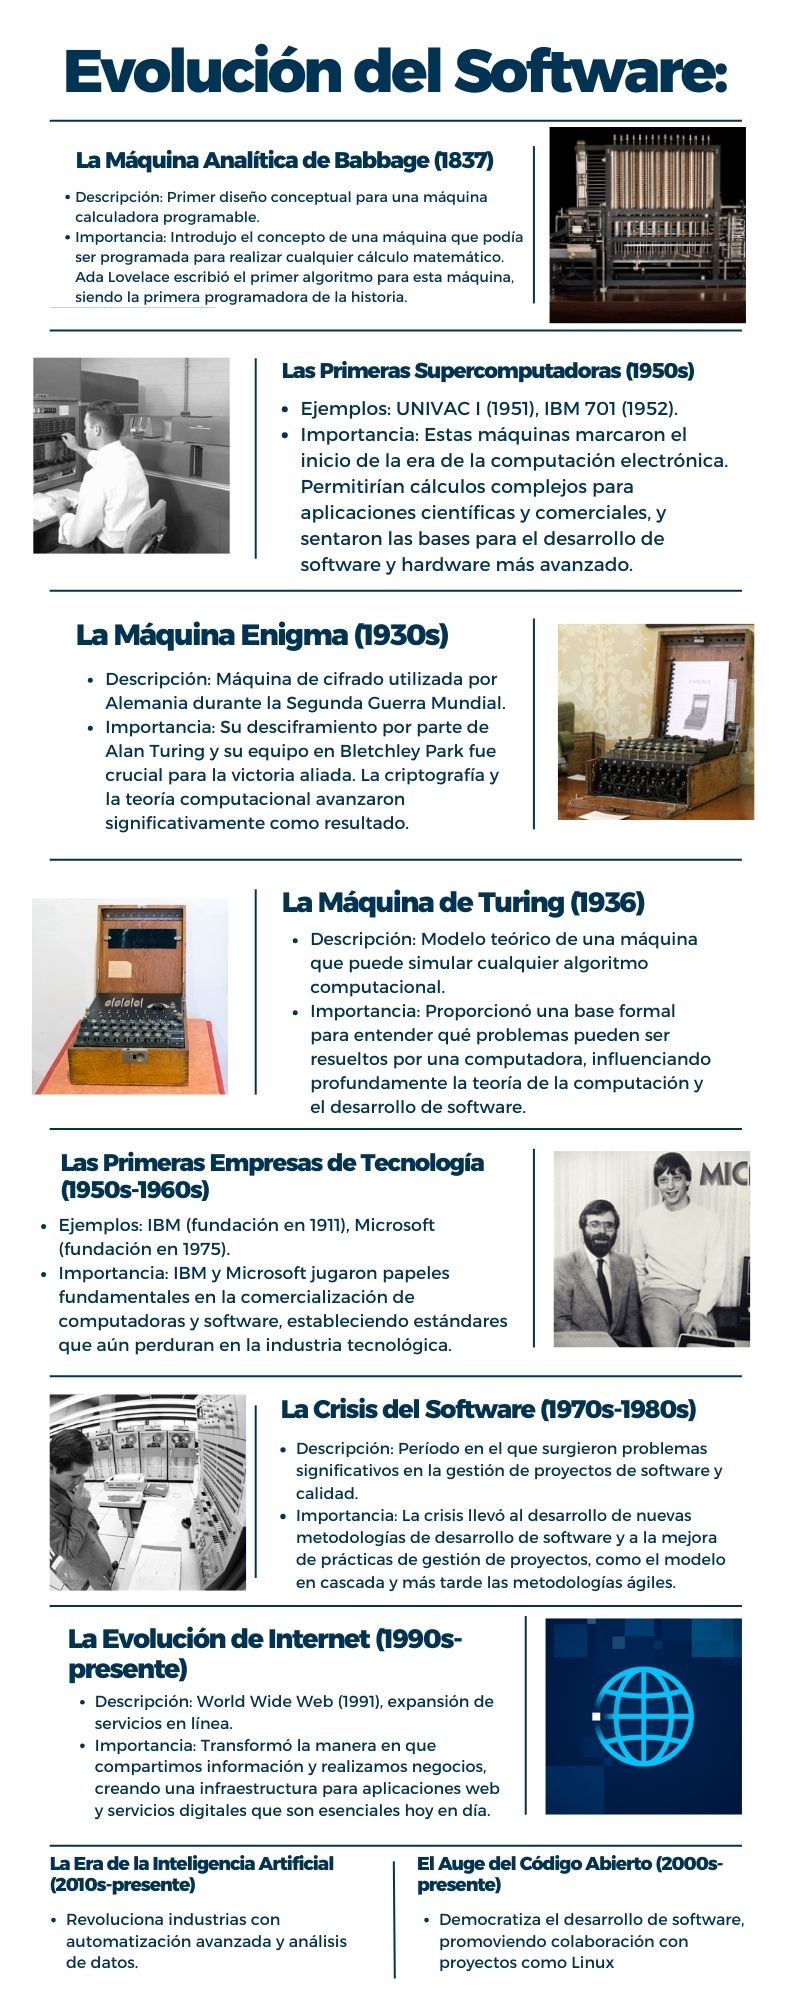 Evolución del Software:
La Máquina Analítica de Babbage (1837)
• Descripción: Primer diseño conceptual para una máquina
calculadora programable.
• Importancia: Introdujo el concepto de una máquina que podía
ser programada para realizar cualquier cálculo matemático.
Ada Lovelace escribió el primer algoritmo para esta máquina,
siendo la primera programadora de la historia.
Las Primeras Supercomputadoras (1950s)
• Ejemplos: UNIVAC I (1951), IBM 701 (1952).
• Importancia: Estas máquinas marcaron el
inicio de la era de la computación electrónica.
Permitirían cálculos complejos para
aplicaciones científicas y comerciales, y
sentaron las bases para el desarrollo de
software y hardware más avanzado.
La Máquina Enigma (1930s)
• Descripción: Máquina de cifrado utilizada por
Alemania durante la Segunda Guerra Mundial.
• Importancia: Su desciframiento por parte de
Alan Turing y su equipo en Bletchley Park fue
crucial para la victoria aliada. La criptografía y
la teoría computacional avanzaron
significativamente como resultado.
ENIGMA
La Máquina de Turing (1936)
• Descripción: Modelo teórico de una máquina
que puede simular cualquier algoritmo
computacional.
• Importancia: Proporcionó una base formal
para entender qué problemas pueden ser
resueltos por una computadora, influenciando
profundamente la teoría de la computación y
el desarrollo de software.
Las Primeras Empresas de Tecnología
(1950s-1960s)
• Ejemplos: IBM (fundación en 1911), Microsoft
(fundación en 1975).
• Importancia: IBM y Microsoft jugaron papeles
fundamentales en la comercialización de
computadoras y software, estableciendo estándares
que aún perduran en la industria tecnológica.
MIC
La Crisis del Software (1970s-1980s)
• Descripción: Período en el que surgieron problemas
significativos en la gestión de proyectos de software y
calidad.
• Importancia: La crisis llevó al desarrollo de nuevas
metodologías de desarrollo de software y a la mejora
de prácticas de gestión de proyectos, como el modelo
en cascada y más tarde las metodologías ágiles.
La Evolución de Internet (1990s-
presente)
• Descripción: World Wide Web (1991), expansión de
servicios en línea.
• Importancia: Transformó la manera en que
compartimos información y realizamos negocios,
creando una infraestructura para aplicaciones web
y servicios digitales que son esenciales hoy en día.
La Era de la Inteligencia Artificial
(2010s-presente)
• Revoluciona industrias con
automatización avanzada y análisis
de datos.
El Auge del Código Abierto (2000s-
presente)
• Democratiza el desarrollo de software,
promoviendo colaboración con
proyectos como Linux